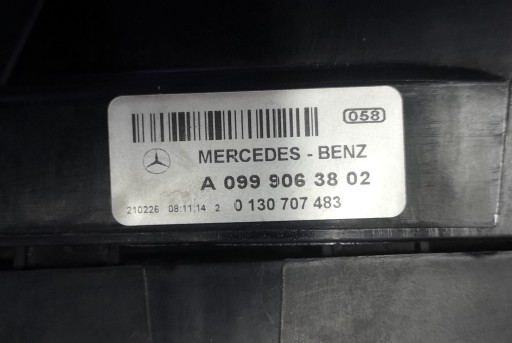 058
MERCEDES - BENZ
A 099 906 38 02
210226 08:11:14 2 0 130 707 483